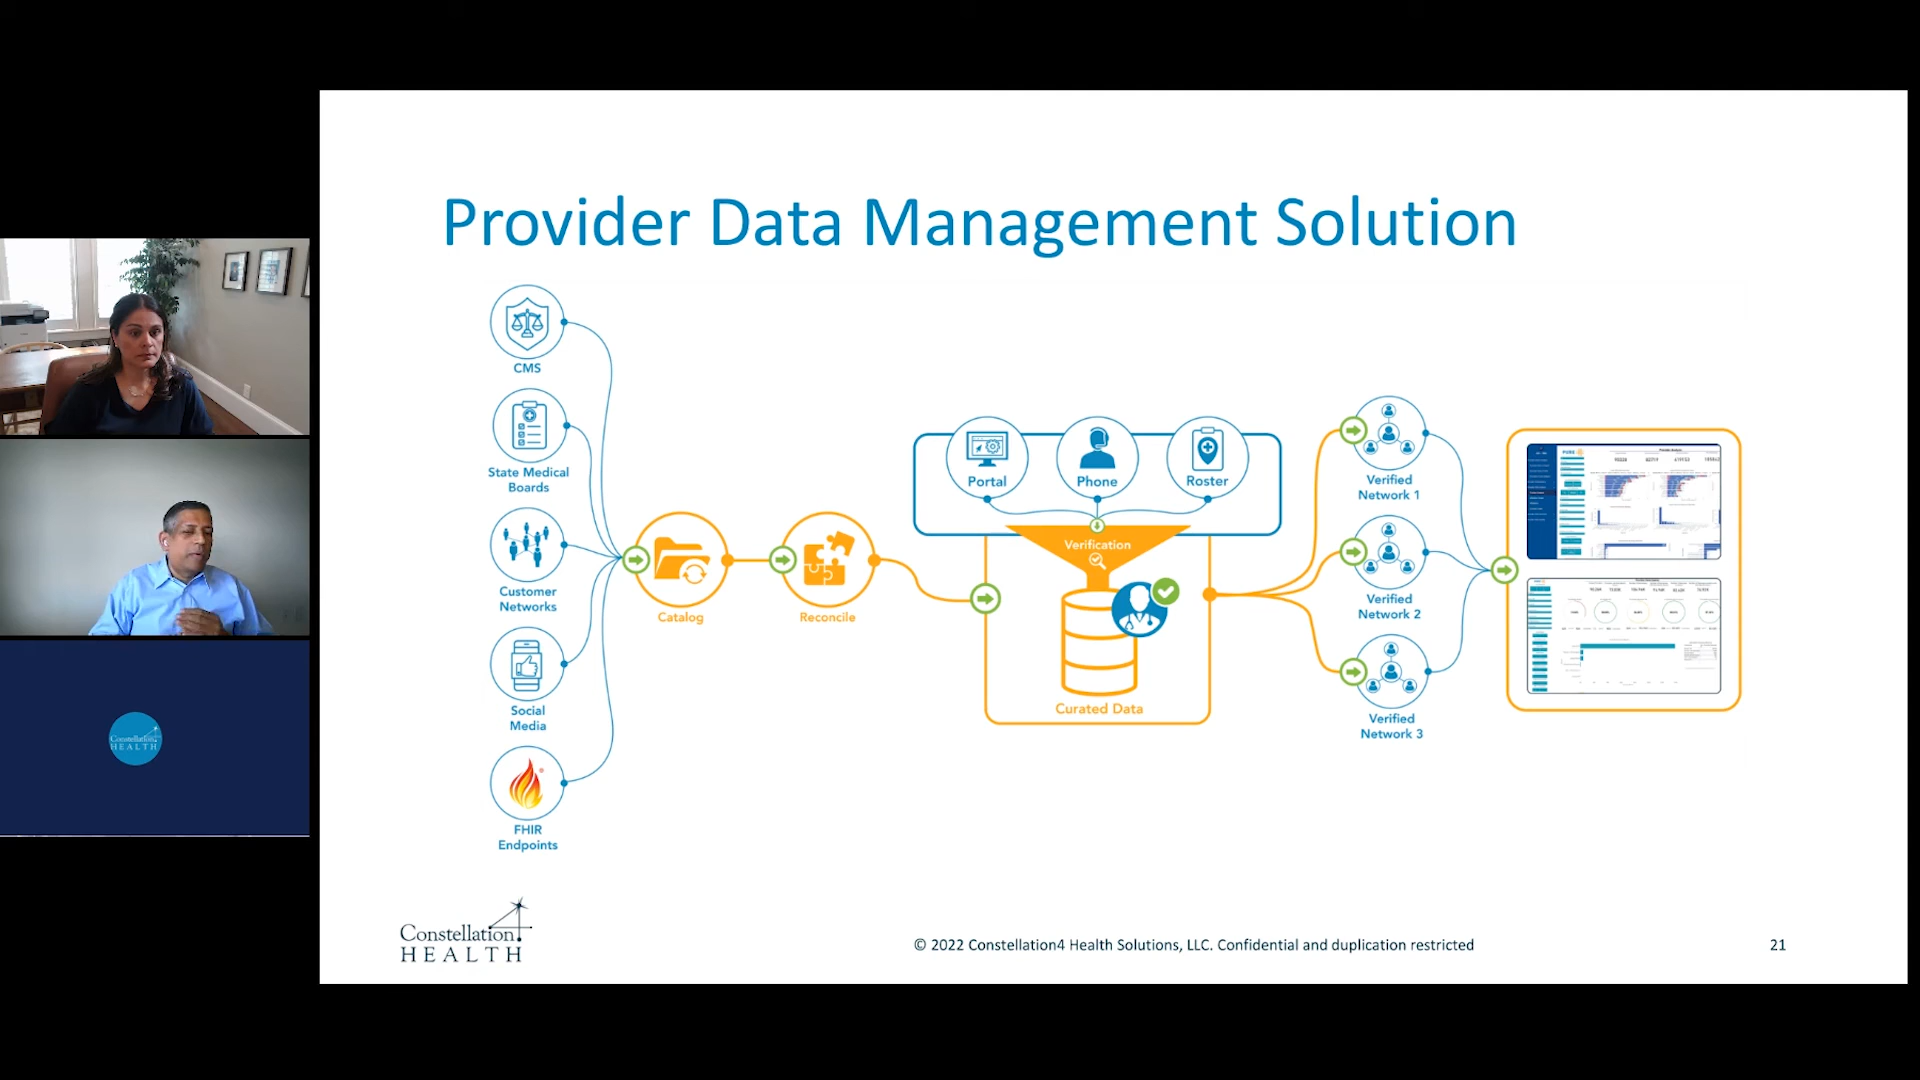 Provider Data Management Solution
CMS
State Medical
Boards
Customer
Networks
Social
Media
FHIR
Endpoints
Catalog
Reconcile
Portal
Phone
Roster
Verification
Curated Data
Verified
Network 1
Verified
Network 2
Verified
Network 3
Constellation
HEALTH
Constellation4
HEALTH
© 2022 Constellation4 Health Solutions, LLC. Confidential and duplication restricted
21